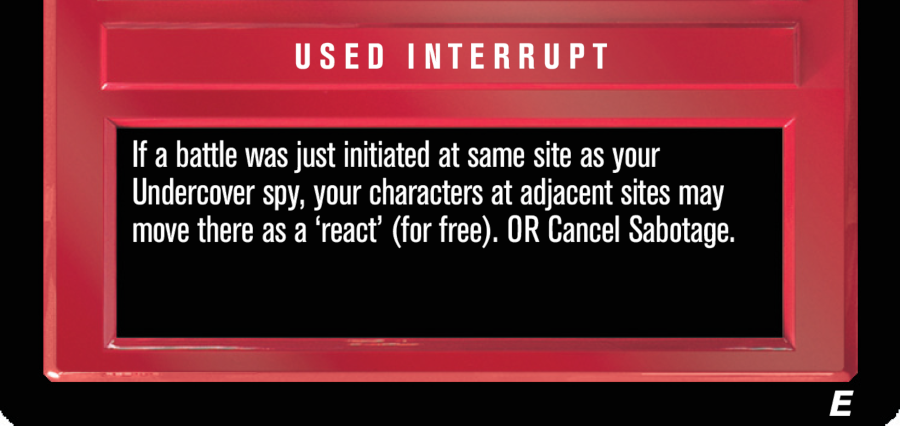 USED INTERRUPT
If a battle was just initiated at same site as your
Undercover spy, your characters at adjacent sites may
move there as a ‘react’ (for free). OR Cancel Sabotage.
E